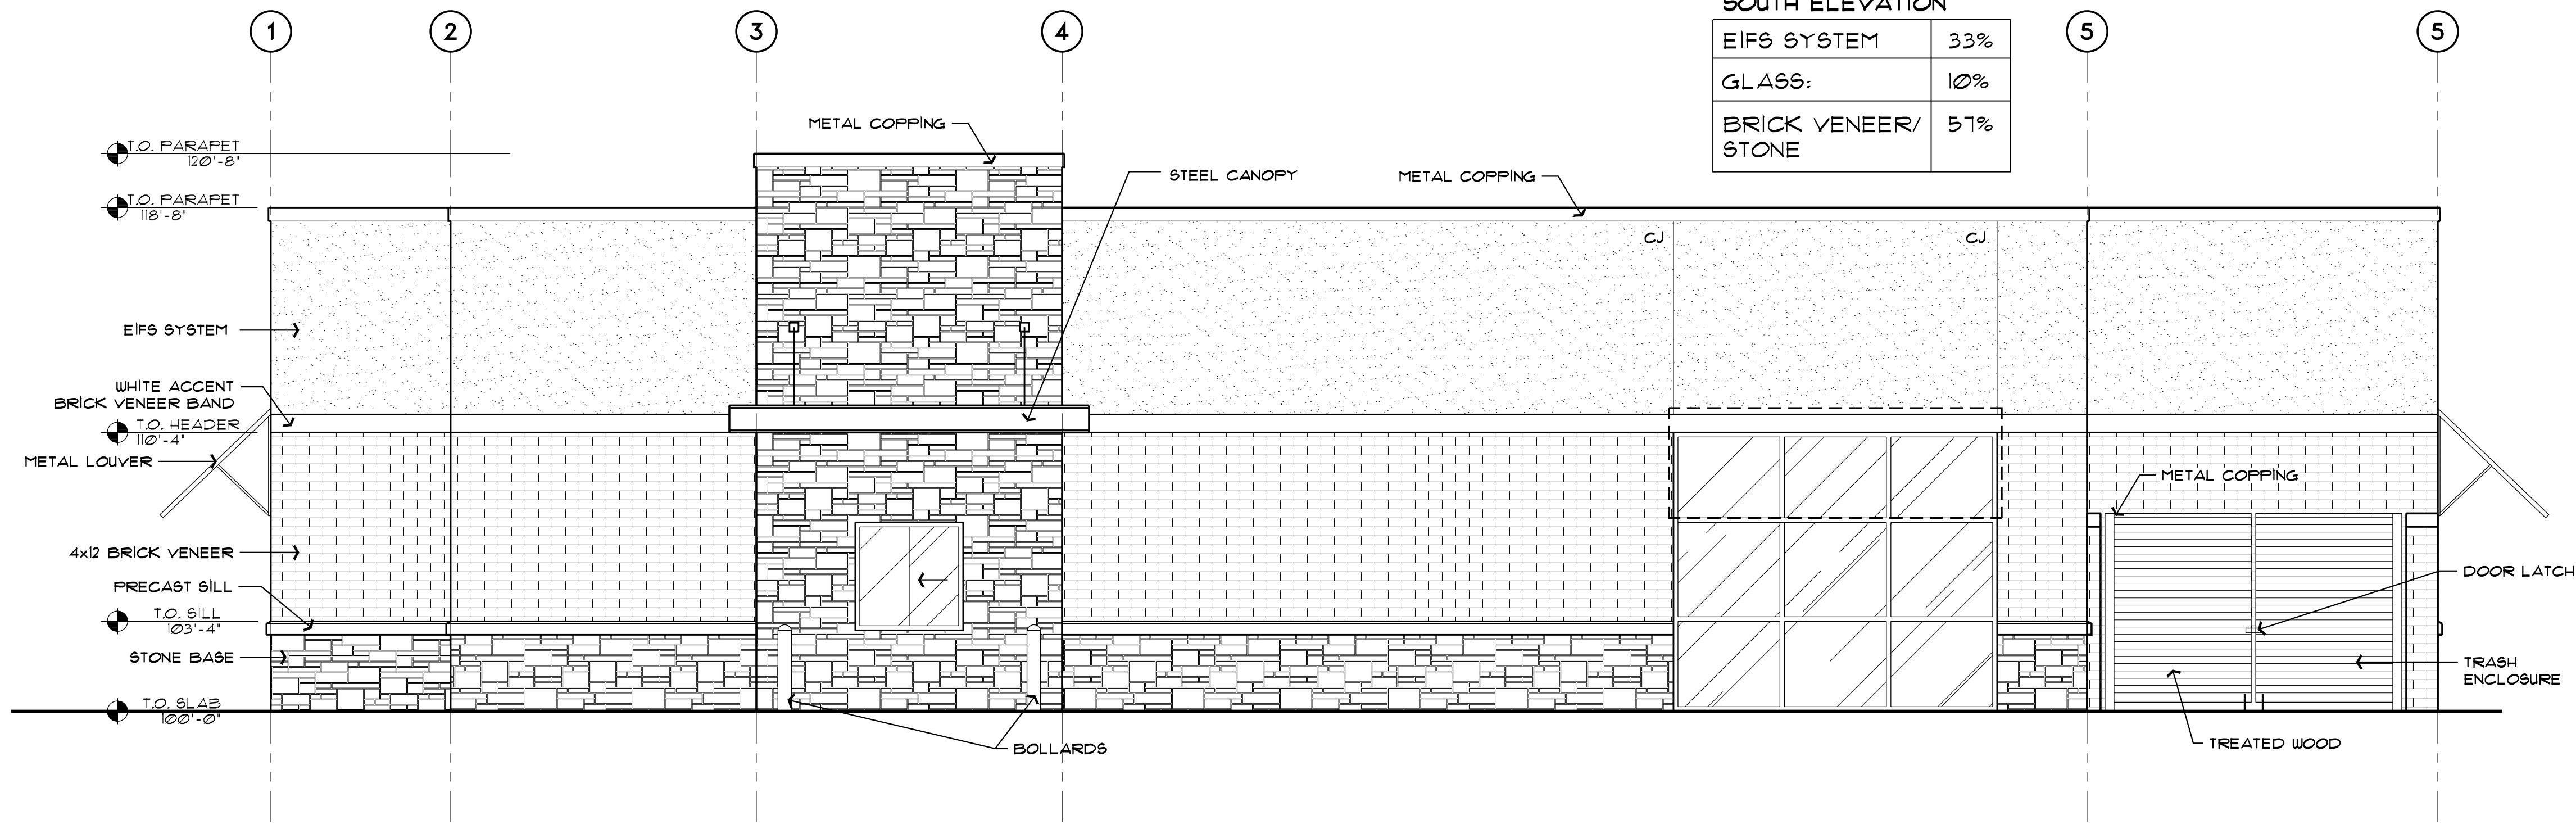 SOUTH ELEVATION
1 2 3 4 5 5
EIFS SYSTEM 33%
GLASS: 10%
BRICK VENEER/ 57%
STONE
METAL COPPING
T.O. PARAPET
120'-8"
STEEL CANOPY
METAL COPPING
T.O. PARAPET
118'-8"
CJ
CJ
EIFS SYSTEM
WHITE ACCENT
BRICK VENEER BAND
T.O. HEADER
110'-4"
METAL LOUVER
METAL COPPING
4x12 BRICK VENEER
DOOR LATCH
PRECAST SILL
T.O. SILL
103'-4"
STONE BASE
TRASH
ENCLOSURE
T.O. SLAB
100'-0"
BOLLARDS
TREATED WOOD